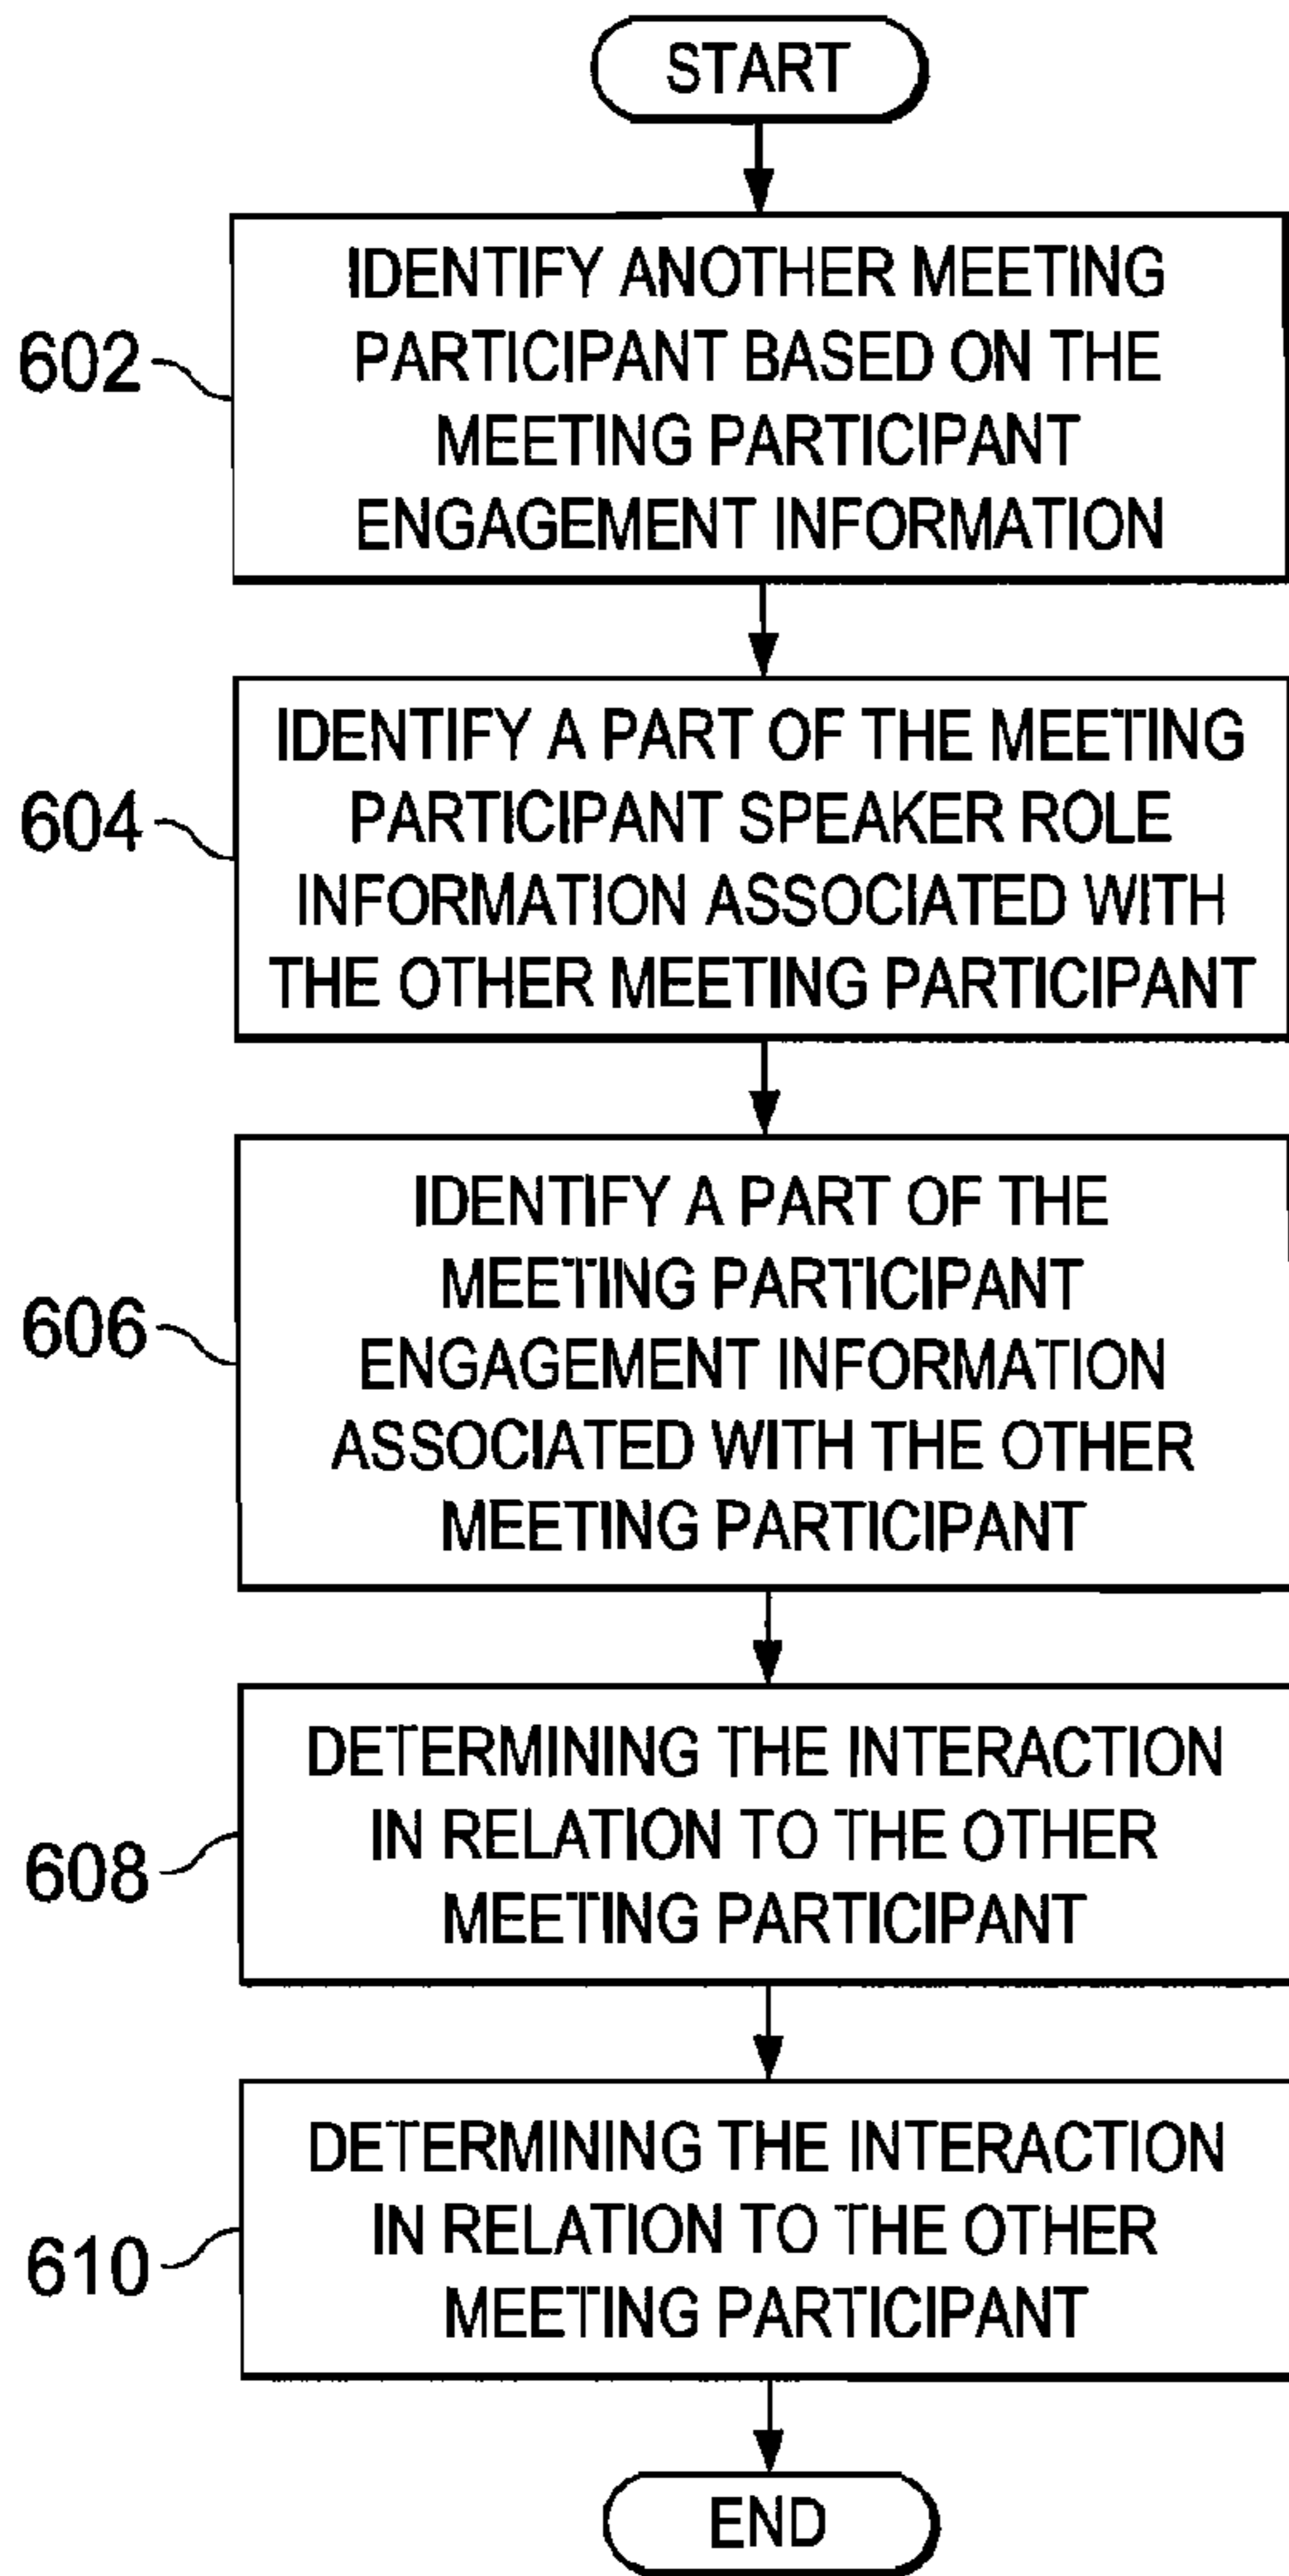 START
IDENTIFY ANOTHER MEETING
PARTICIPANT BASED ON THE
MEETING PARTICIPANT
ENGAGEMENT INFORMATION
602
IDENTIFY A PART OF THE MEETING
PARTICIPANT SPEAKER ROLE
INFORMATION ASSOCIATED WITH
THE OTHER MEETING PARTICIPANT
604
IDENTIFY A PART OF THE
MEETING PARTICIPANT
ENGAGEMENT INFORMATION
ASSOCIATED WITH THE OTHER
MEETING PARTICIPANT
606
DETERMINING THE INTERACTION
IN RELATION TO THE OTHER
MEETING PARTICIPANT
608
DETERMINING THE INTERACTION
IN RELATION TO THE OTHER
MEETING PARTICIPANT
610
END